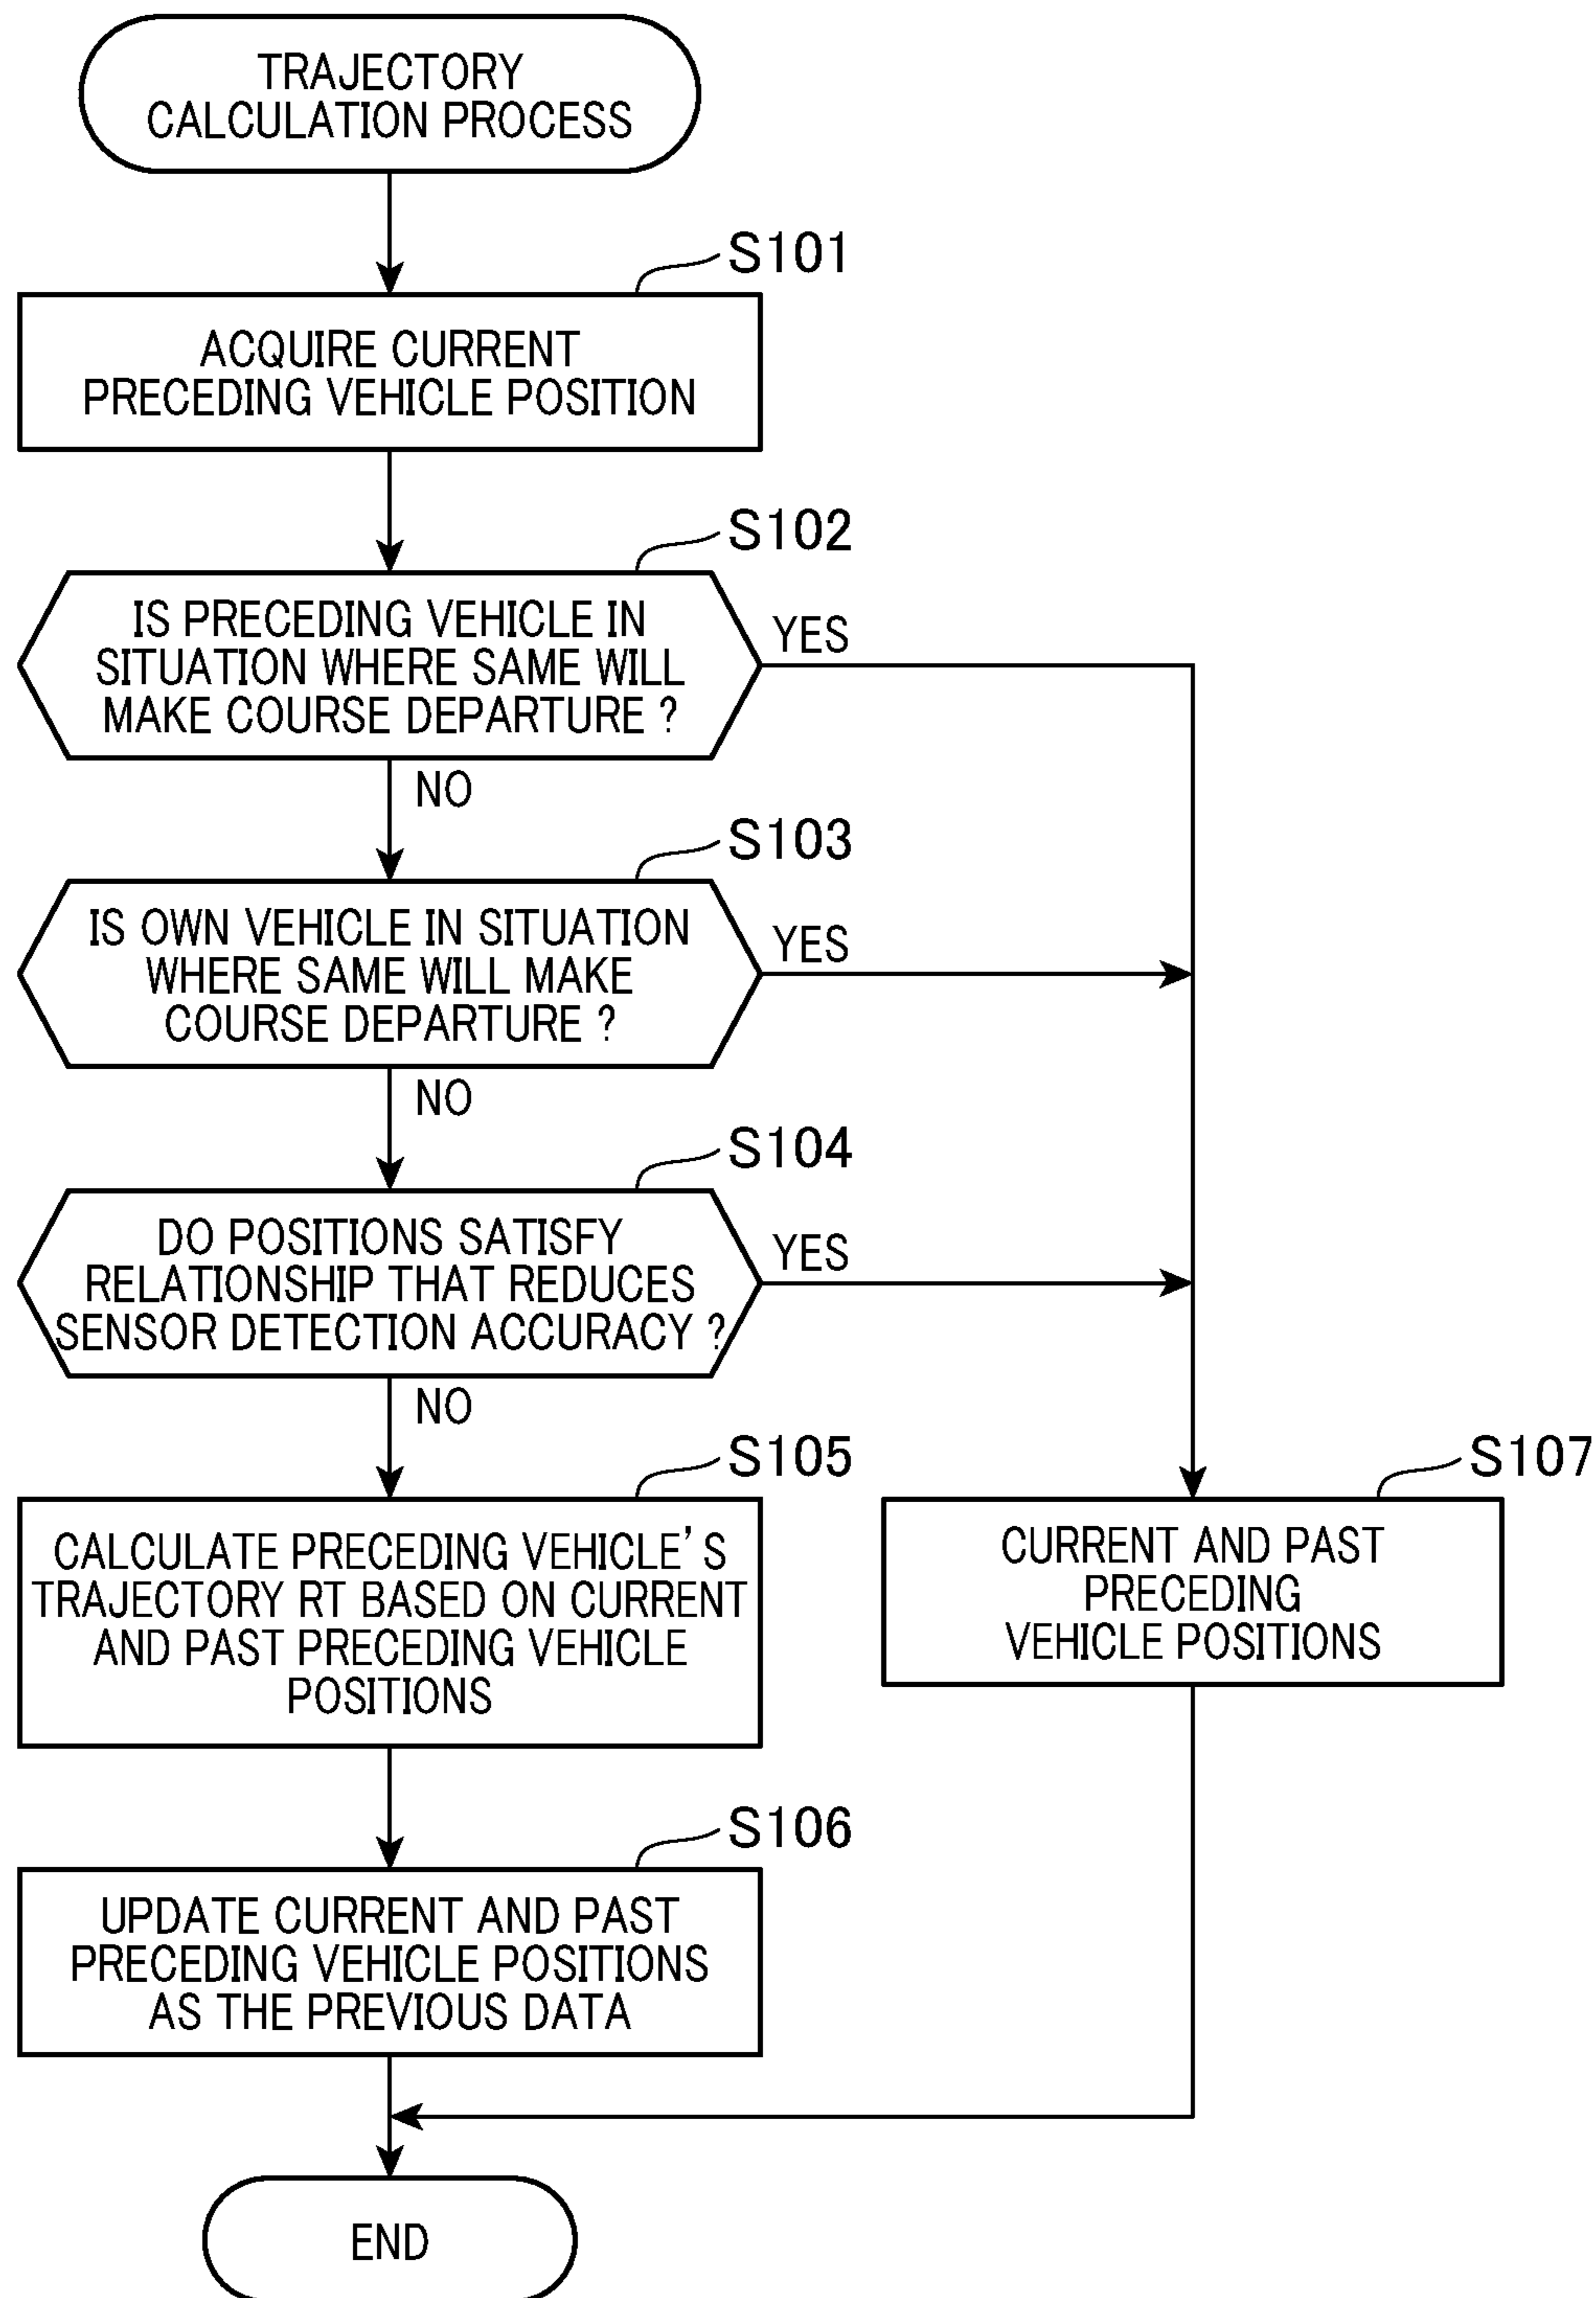 TRAJECTORY
CALCULATION PROCESS
S101
ACQUIRE CURRENT
PRECEDING VEHICLE POSITION
S102
IS PRECEDING VEHICLE IN
SITUATION WHERE SAME WILL
MAKE COURSE DEPARTURE ?
YES
NO
S103
IS OWN VEHICLE IN SITUATION
WHERE SAME WILL MAKE
COURSE DEPARTURE ?
YES
NO
S104
DO POSITIONS SATISFY
RELATIONSHIP THAT REDUCES
SENSOR DETECTION ACCURACY ?
YES
NO
S105
CALCULATE PRECEDING VEHICLE'S
TRAJECTORY RT BASED ON CURRENT
AND PAST PRECEDING VEHICLE
POSITIONS
S107
CURRENT AND PAST
PRECEDING
VEHICLE POSITIONS
S106
UPDATE CURRENT AND PAST
PRECEDING VEHICLE POSITIONS
AS THE PREVIOUS DATA
END